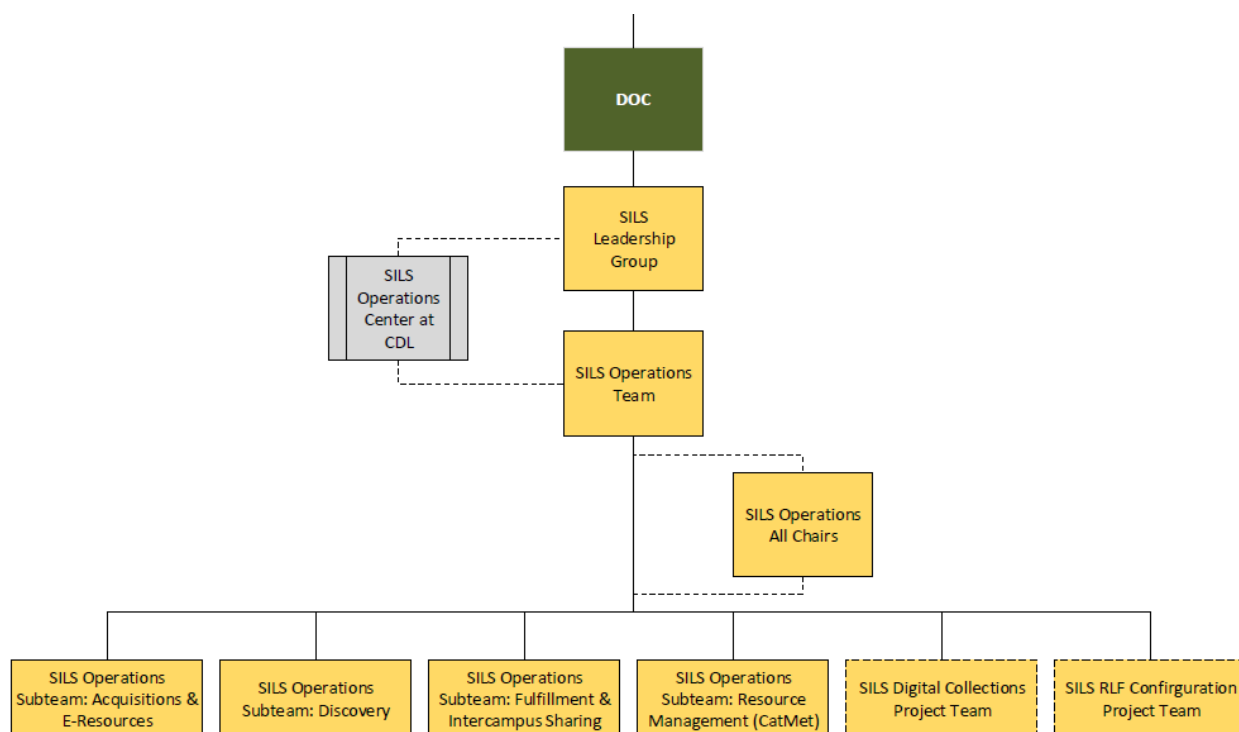 DOC
SILS
Leadership
Group
SILS
Operations
Center at
CDL
SILS Operations
Team
SILS Operations
All Chairs
SILS Operations
Subteam: Acquisitions &
E-Resources
SILS Operations
Subteam: Discovery
SILS Operations
Subteam: Fulfillment &
Intercampus Sharing
SILS Operations
Subteam: Resource
Management (CatMet)
SILS Digital Collections
Project Team
SILS RLF Confirguration
Project Team